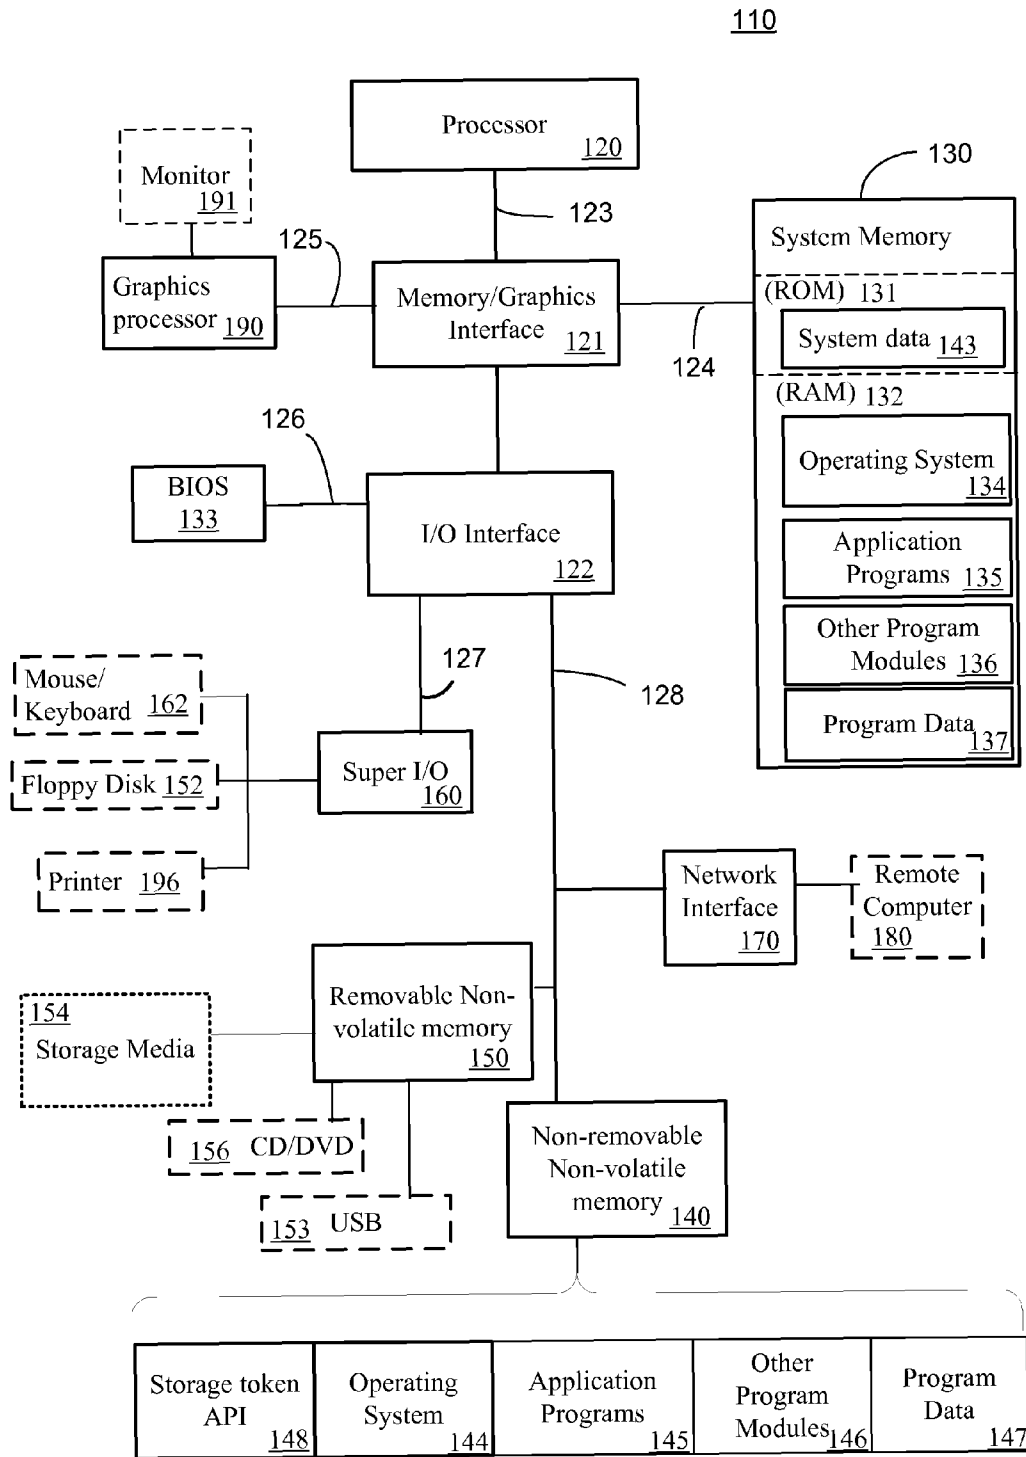 110
Processor
120
130
Monitor
191
123
125
System Memory
Graphics
processor 190
Memory/Graphics
Interface
121
(ROM) 131
System data 143
124
(RAM) 132
126
Operating System
134
BIOS
133
I/O Interface
122
Application
Programs 135
Other Program
Modules 136
127
128
Mouse/
Keyboard 162
Program Data
137
Super I/O
160
Floppy Disk 152
Printer 196
Network
Interface
170
Remote
Computer
180
154
Storage Media
Removable Non-
volatile memory
150
156 CD/DVD
Non-removable
Non-volatile
memory 140
153 USB
Storage token
API
148
Operating
System
144
Application
Programs
145
Other
Program
Modules 146
Program
Data
147